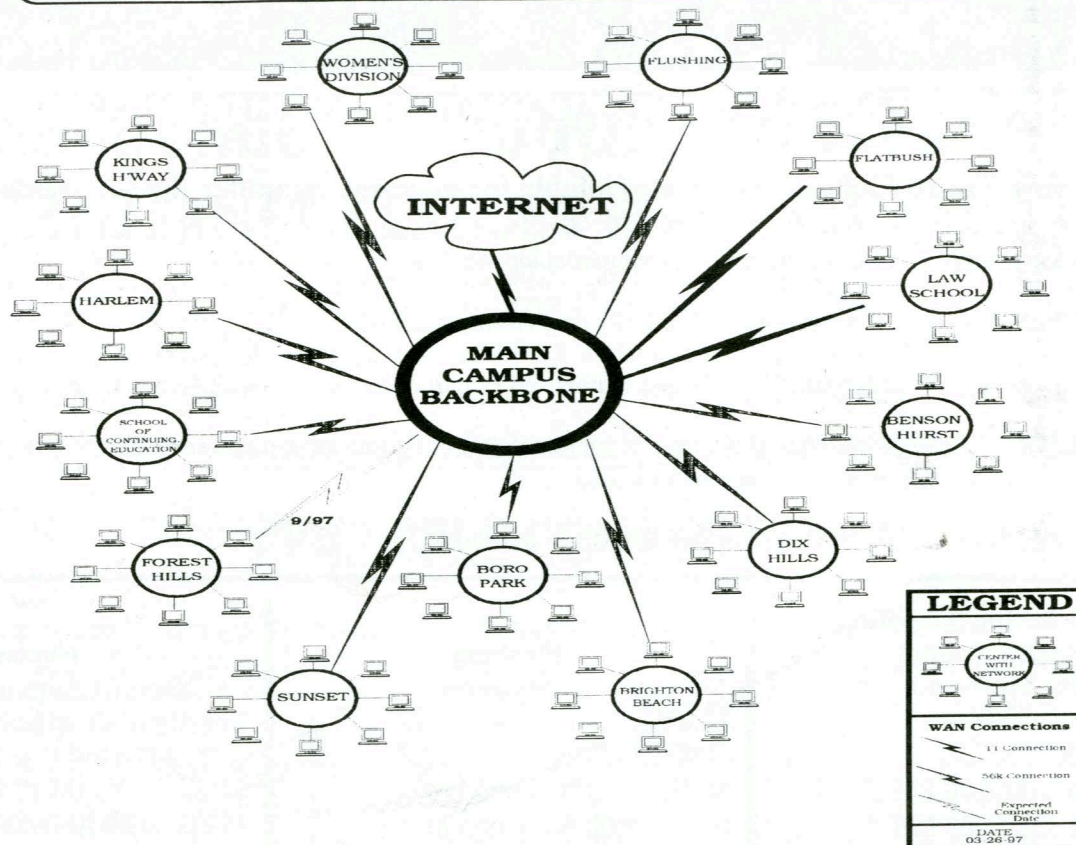 WOMEN'S
DIVISION
FLUSHING
KINGS
H'WAY
FLATBUSH
INTERNET
HARLEM
LAW
SCHOOL
MAIN
CAMPUS
BACKBONE
SCHOOL
OF
CONTINUING.
EDUCATION
BENSON
HURST
9/97
FOREST
HILLS
BORO
PARK
DIX
HILLS
SUNSET
BRIGHTON
BEACH
LEGEND
CENTER
WITH
NETWORK
WAN Connections
T1 Connection
56k Connection
Expected
Connection
Date
DATE
03-26-97